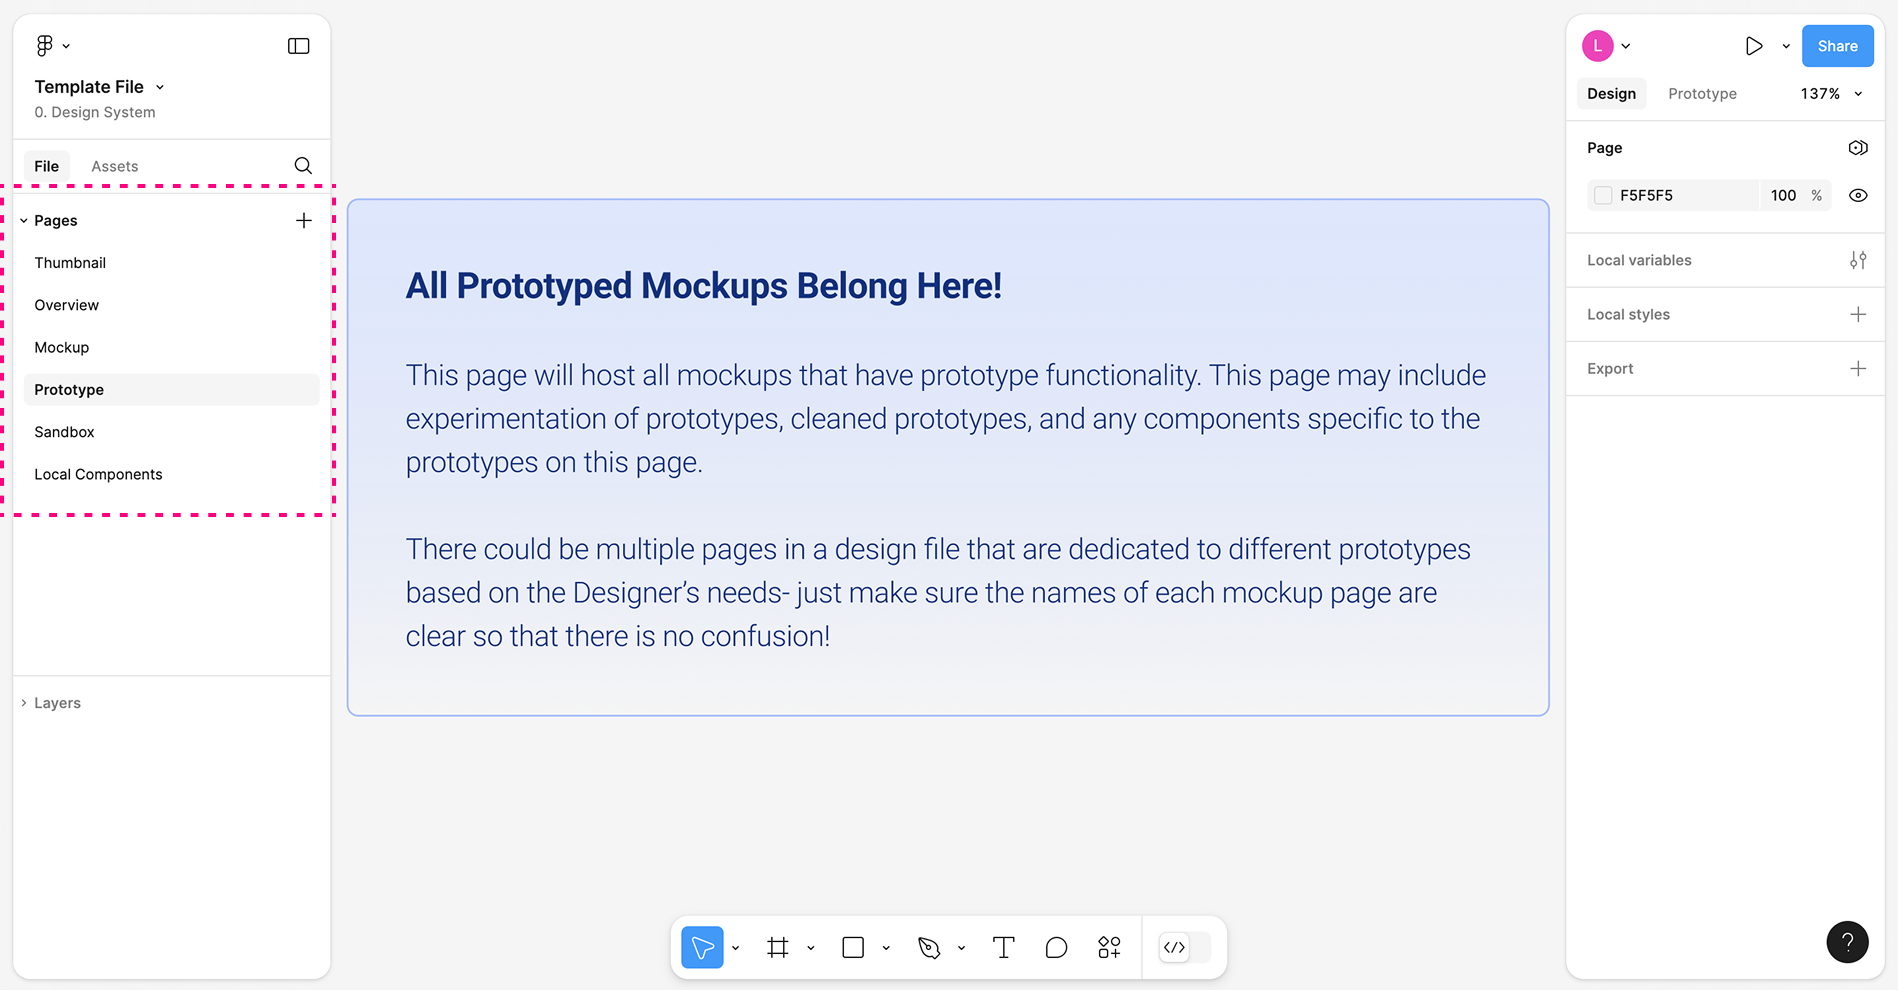 Template File
0. Design System
File
Assets
Pages
Thumbnail
Overview
Mockup
Prototype
Sandbox
Local Components
Layers
All Prototyped Mockups Belong Here!
This page will host all mockups that have prototype functionality. This page may include
experimentation of prototypes, cleaned prototypes, and any components specific to the
prototypes on this page.
There could be multiple pages in a design file that are dedicated to different prototypes
based on the Designer’s needs- just make sure the names of each mockup page are
clear so that there is no confusion!
L
Share
Design
Prototype
137%
Page
F5F5F5
100 %
Local variables
Local styles
Export
?